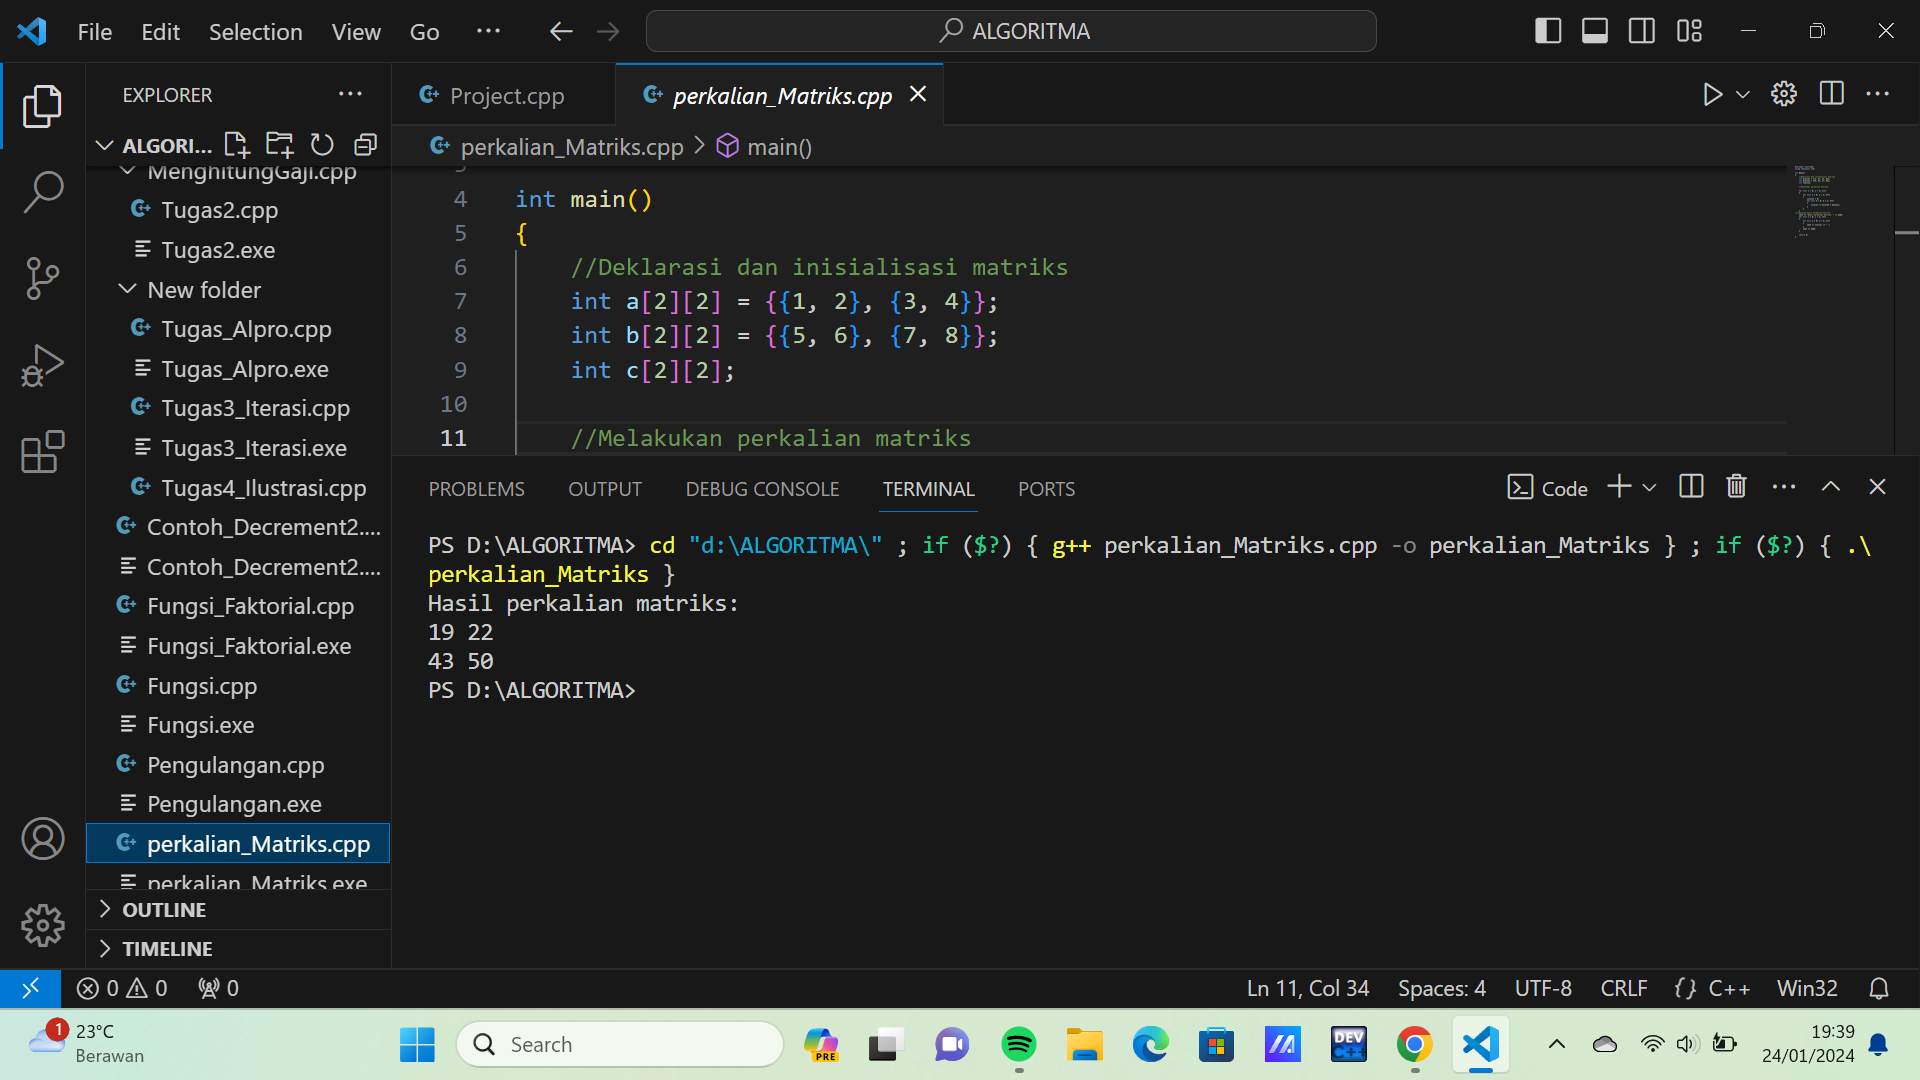 File Edit Selection View Go ··· ALGORITMA
EXPLORER ···
ALGORI...
MenghitungGaji.cpp
Tugas2.cpp
Tugas2.exe
New folder
Tugas_Alpro.cpp
Tugas_Alpro.exe
Tugas3_Iterasi.cpp
Tugas3_Iterasi.exe
Tugas4_Ilustrasi.cpp
Contoh_Decrement2....
Contoh_Decrement2....
Fungsi_Faktorial.cpp
Fungsi_Faktorial.exe
Fungsi.cpp
Fungsi.exe
Pengulangan.cpp
Pengulangan.exe
perkalian_Matriks.cpp
perkalian_Matriks.exe
OUTLINE
TIMELINE
Project.cpp perkalian_Matriks.cpp
perkalian_Matriks.cpp > main()
3
4 int main()
5 {
6 //Deklarasi dan inisialisasi matriks
7 int a[2][2] = {{1, 2}, {3, 4}};
8 int b[2][2] = {{5, 6}, {7, 8}};
9 int c[2][2];
10
11 //Melakukan perkalian matriks
PROBLEMS OUTPUT DEBUG CONSOLE TERMINAL PORTS Code
PS D:\ALGORITMA> cd "d:\ALGORITMA\" ; if ($?) { g++ perkalian_Matriks.cpp -o perkalian_Matriks } ; if ($?) { .\
perkalian_Matriks }
Hasil perkalian matriks:
19 22
43 50
PS D:\ALGORITMA>
0 0 0 Ln 11, Col 34 Spaces: 4 UTF-8 CRLF {} C++ Win32
1 23°C
Berawan
Search
PRE
DEV
C++
19:39
24/01/2024